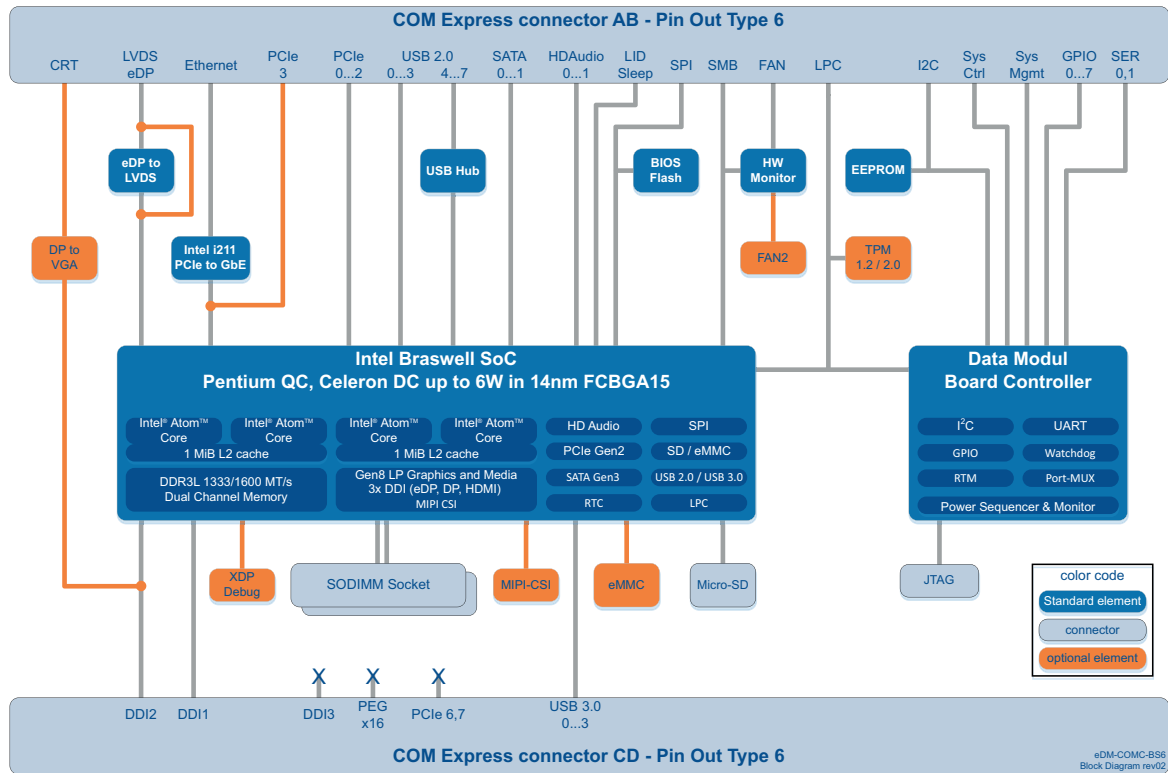 COM Express connector AB - Pin Out Type 6
CRT
LVDS
eDP
Ethernet
PCIe
3
PCIe
0...2
USB 2.0
0...3 4...7
SATA
0...1
HDAudio
0...1
LID
Sleep
SPI
SMB
FAN
LPC
I2C
Sys
Ctrl
Sys
Mgmt
GPIO
0...7
SER
0,1
eDP to
LVDS
USB Hub
BIOS
Flash
HW
Monitor
EEPROM
DP to
VGA
Intel i211
PCIe to GbE
FAN2
TPM
1.2 / 2.0
Intel Braswell SoC
Pentium QC, Celeron DC up to 6W in 14nm FCBGA15
Intel® Atom™
Core
Intel® Atom™
Core
1 MiB L2 cache
Intel® Atom™
Core
Intel® Atom™
Core
1 MiB L2 cache
DDR3L 1333/1600 MT/s
Dual Channel Memory
Gen8 LP Graphics and Media
3x DDI (eDP, DP, HDMI)
MIPI CSI
HD Audio
SPI
PCIe Gen2
SD / eMMC
SATA Gen3
USB 2.0 / USB 3.0
RTC
LPC
Data Modul
Board Controller
I²C
UART
GPIO
Watchdog
RTM
Port-MUX
Power Sequencer & Monitor
XDP
Debug
SODIMM Socket
MIPI-CSI
eMMC
Micro-SD
JTAG
color code
Standard element
connector
optional element
X
X
X
DDI2
DDI1
DDI3
PEG
x16
PCIe 6,7
USB 3.0
0...3
COM Express connector CD - Pin Out Type 6
eDM-COMC-BS6
Block Diagram rev02